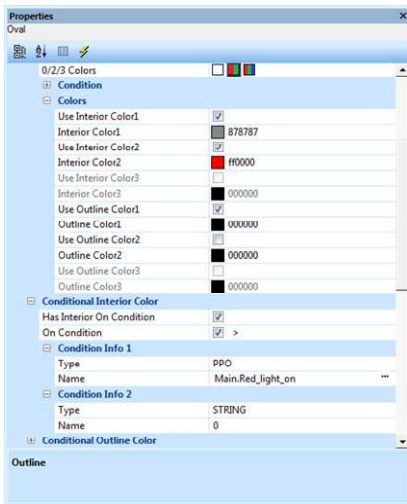 Properties
Oval
0/2/3 Colors
Condition
Colors
Use Interior Color1
Interior Color1 878787
Use Interior Color2
Interior Color2 ff0000
Use Interior Color3
Interior Color3 000000
Use Outline Color1
Outline Color1 000000
Use Outline Color2
Outline Color2 000000
Use Outline Color3
Outline Color3 000000
Conditional Interior Color
Has Interior On Condition
On Condition >
Condition Info 1
Type PPO
Name Main.Red_light_on ...
Condition Info 2
Type STRING
Name 0
Conditional Outline Color
Outline